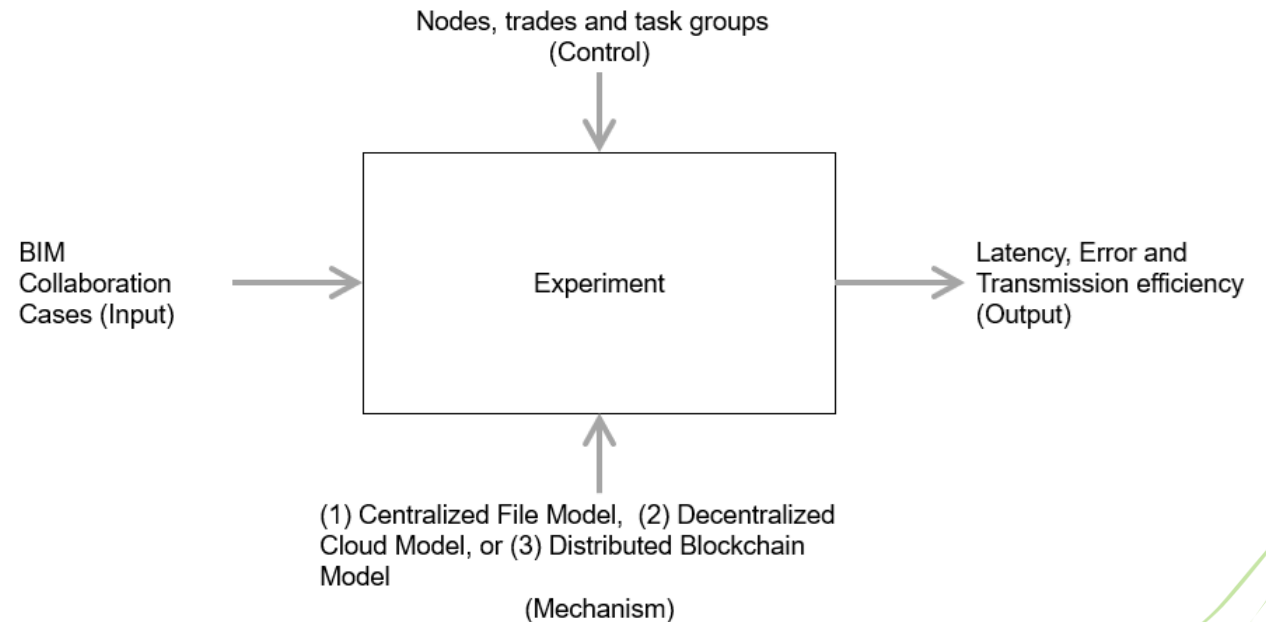 Nodes, trades and task groups
(Control)
BIM
Collaboration
Cases (Input)
Experiment
Latency, Error and
Transmission efficiency
(Output)
(1) Centralized File Model,  (2) Decentralized
Cloud Model, or (3) Distributed Blockchain
Model
(Mechanism)